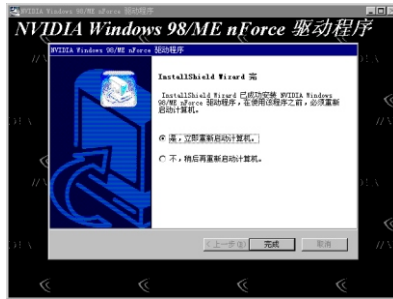 NVIDIA Windows 98/ME nForce 驱动程序
NVIDIA Windows 98/ME nForce 驱动程序
NVIDIA Windows 98/ME nForce 驱动程序
InstallShield Wizard 完
InstallShield Wizard 已成功安装 NVIDIA Windows
98/ME nForce 驱动程序，在使用该程序之前，必须重新
启动计算机。
是，立即重新启动计算机。
不，稍后再重新启动计算机。
<上一步(B) 完成 取消